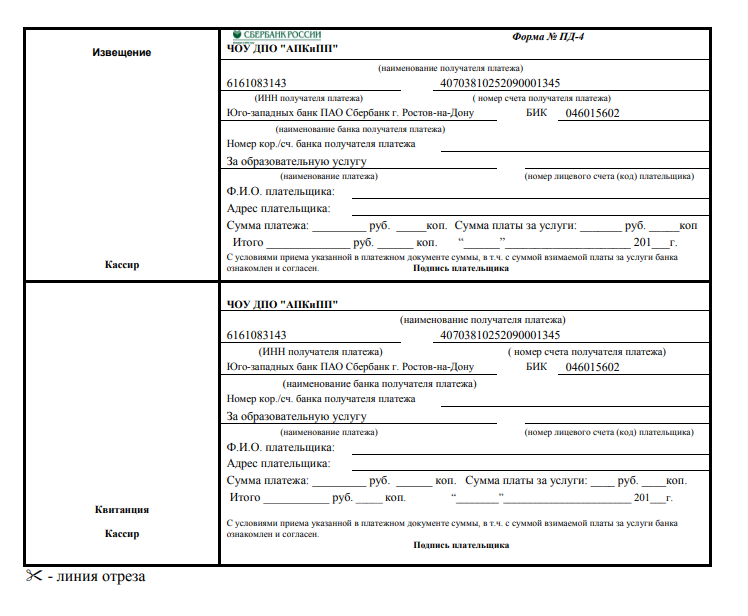 Извещение
СБЕРБАНК РОССИИ
Форма № ПД-4
ЧОУ ДПО "АПКиПП"
(наименование получателя платежа)
6161083143 40703810252090001345
(ИНН получателя платежа) ( номер счета получателя платежа)
Юго-западных банк ПАО Сбербанк г. Ростов-на-Дону БИК 046015602
(наименование банка получателя платежа)
Номер кор./сч. банка получателя платежа
За образовательную услугу
(наименование платежа) (номер лицевого счета (код) плательщика)
Ф.И.О. плательщика:
Адрес плательщика:
Сумма платежа: __________ руб. _____коп. Сумма платы за услуги: _______ руб. _____коп
Итого ______________ руб. ______ коп. “______”_____________________ 201___г.
С условиями приема указанной в платежном документе суммы, в т.ч. с суммой взимаемой платы за услуги банка
ознакомлен и согласен. Подпись плательщика
Кассир
ЧОУ ДПО "АПКиПП"
(наименование получателя платежа)
6161083143 40703810252090001345
(ИНН получателя платежа) ( номер счета получателя платежа)
Юго-западных банк ПАО Сбербанк г. Ростов-на-Дону БИК 046015602
(наименование банка получателя платежа)
Номер кор./сч. банка получателя платежа
За образовательную услугу
(наименование платежа) (номер лицевого счета (код) плательщика)
Ф.И.О. плательщика:
Адрес плательщика:
Сумма платежа: __________ руб. ______ коп. Сумма платы за услуги: ____ руб. ____коп.
Итого ___________ руб. _____ коп. “________”_____________________ 201___г.
Квитанция
С условиями приема указанной в платежном документе суммы, в т.ч. с суммой взимаемой платы за услуги банка
ознакомлен и согласен.
Кассир
Подпись плательщика
- линия отреза